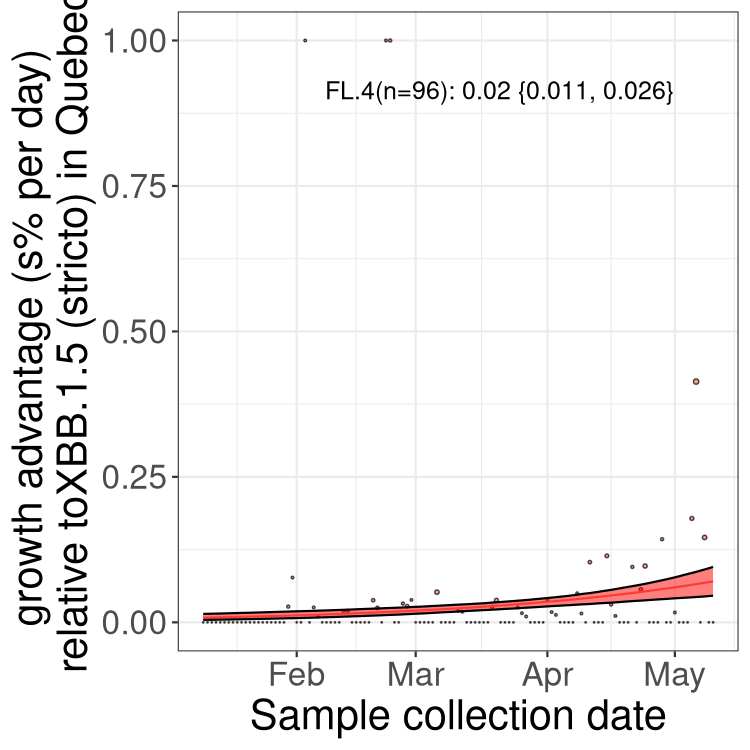 growth advantage (s% per day)
relative toXBB.1.5 (stricto) in Quebec
1.00
0.75
0.50
0.25
0.00
FL.4(n=96): 0.02 {0.011, 0.026}
Feb Mar Apr May
Sample collection date